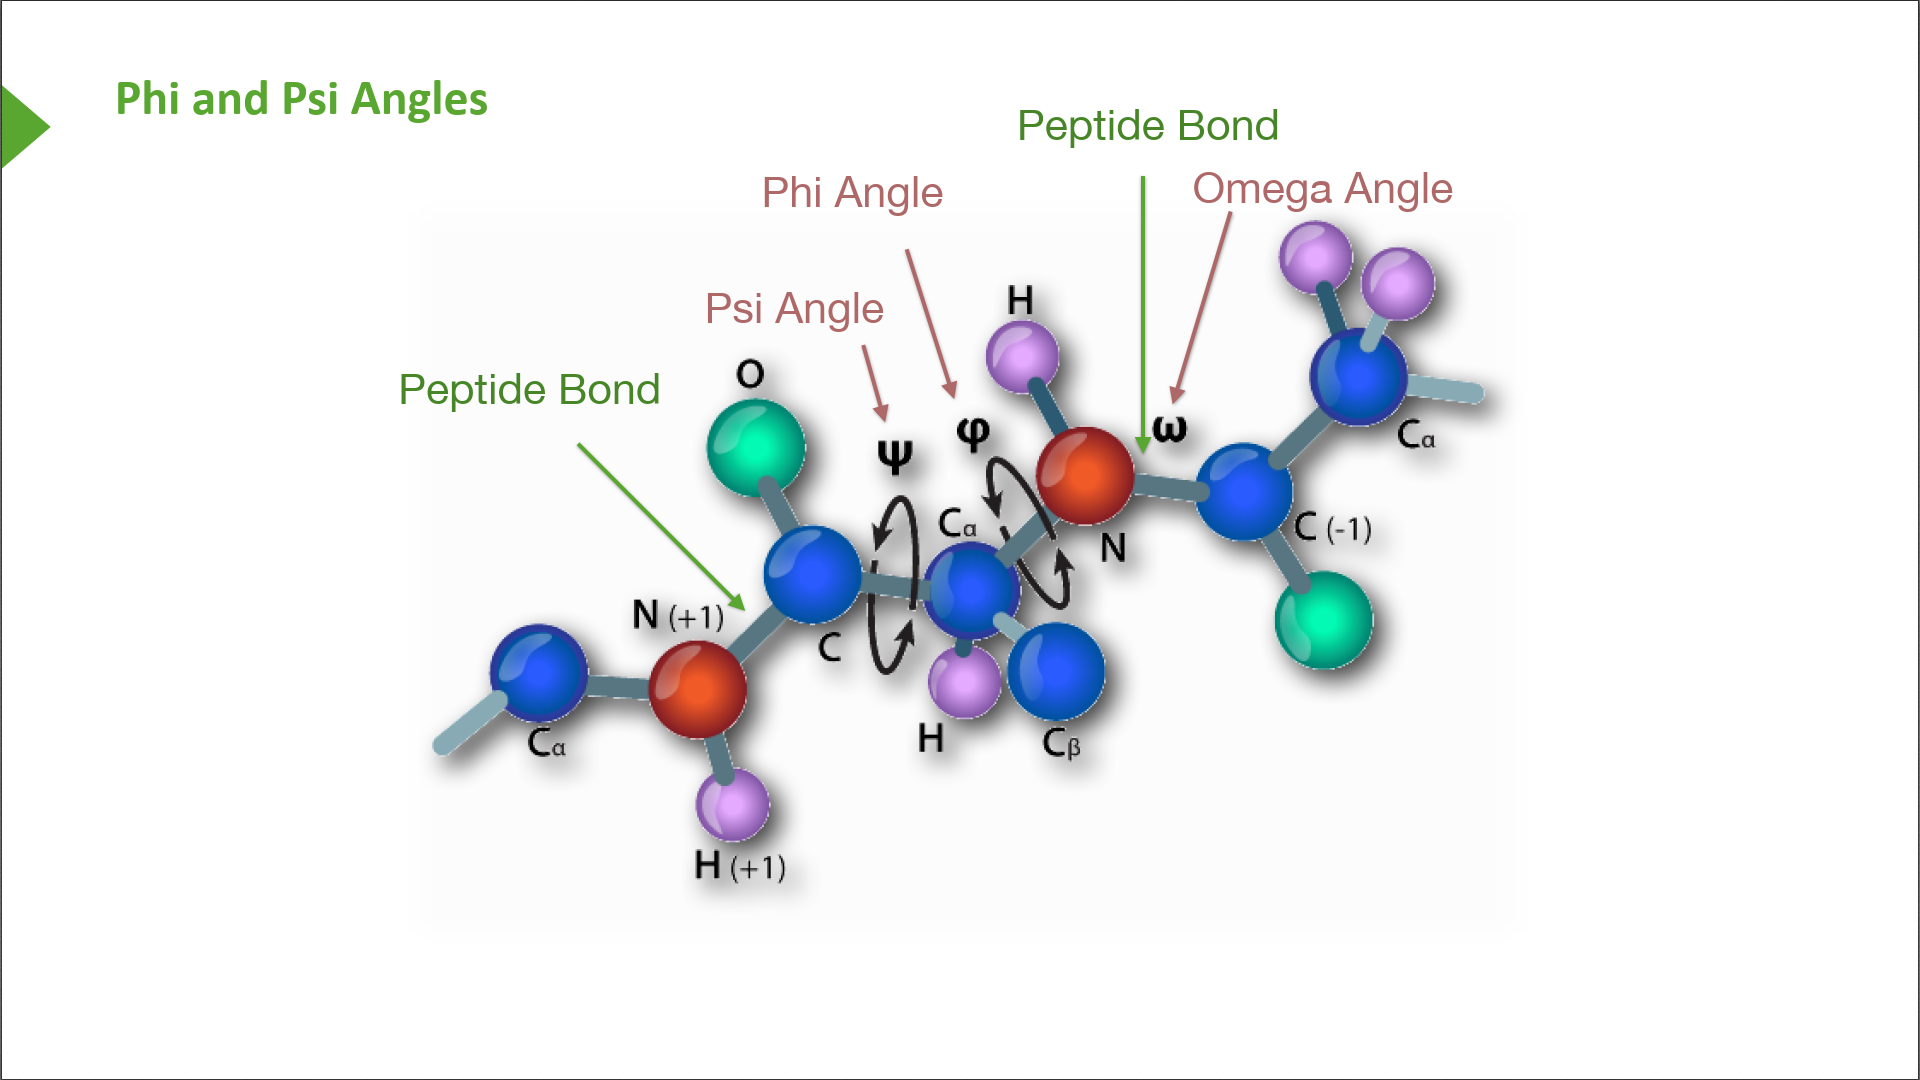 Phi and Psi Angles
Peptide Bond
Phi Angle
Omega Angle
Psi Angle
Peptide Bond
H
O
φ
ω
ψ
Cα
Cα
C (-1)
N
N (+1)
C
H
Cβ
Cα
H (+1)